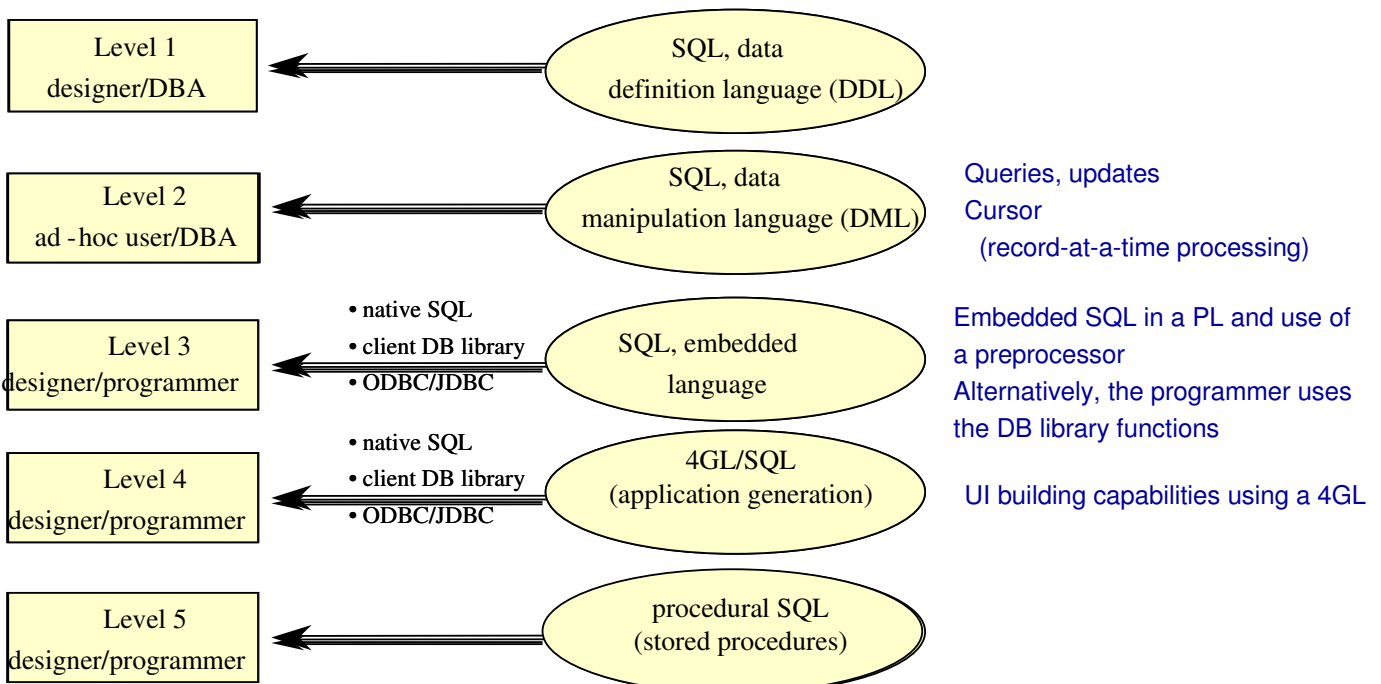 Level 1
designer/DBA
SQL, data
definition language (DDL)
Level 2
ad -hoc user/DBA
SQL, data
manipulation language (DML)
Queries, updates
Cursor
(record-at-a-time processing)
Level 3
designer/programmer
• native SQL
• client DB library
• ODBC/JDBC
SQL, embedded
language
Embedded SQL in a PL and use of
a preprocessor
Alternatively, the programmer uses
the DB library functions
Level 4
designer/programmer
• native SQL
• client DB library
• ODBC/JDBC
4GL/SQL
(application generation)
UI building capabilities using a 4GL
Level 5
designer/programmer
procedural SQL
(stored procedures)